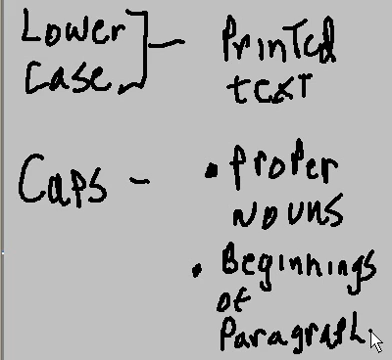 Lower Case] - Printed text
Caps - • Proper Nouns
• Beginnings of Paragraph